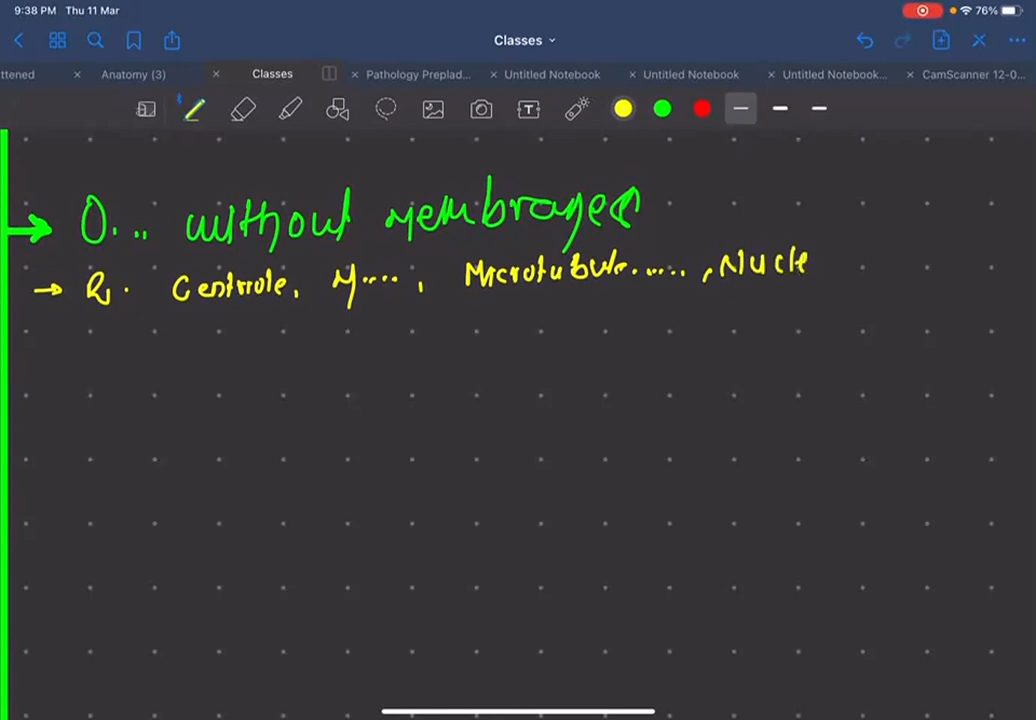 9:38 PM Thu 11 Mar 76%
Classes
ttened Anatomy (3) Classes Pathology Preplad... Untitled Notebook Untitled Notebook Untitled Notebook... CamScanner 12-0...
T
O... without membranes
→ R. Centriole, M...., Microtubule....., Nucle